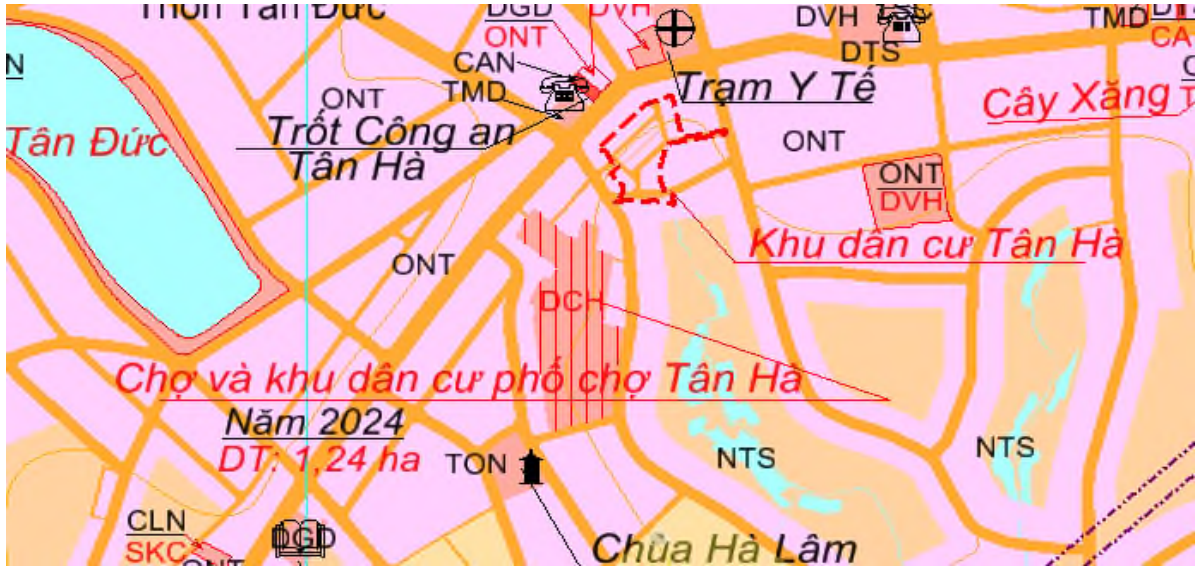 Thôn Tân Đức
DGD
ONT
DVH
DVH
DTS
TMD
CAN
TMD
N
ONT
Trốt Công an
Tân Hà
Trạm Y Tế
Cây Xăng
Tân Đức
ONT
ONT
DVH
Khu dân cư Tân Hà
ONT
DCH
Chợ và khu dân cư phố chợ Tân Hà
Năm 2024
DT: 1,24 ha
TON
NTS
NTS
CLN
SKC
DGD
ONT
Chùa Hà Lâm